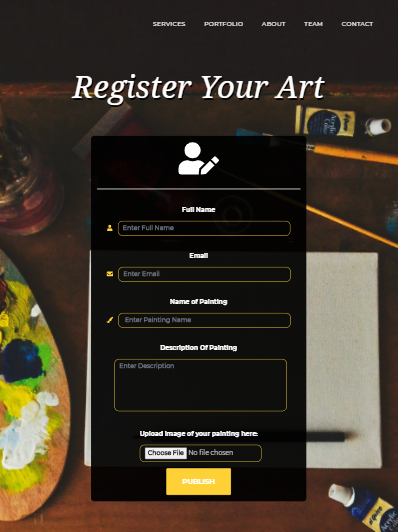 SERVICES PORTFOLIO ABOUT TEAM CONTACT
Register Your Art
Full Name
Enter Full Name
Email
Enter Email
Name of Painting
Enter Painting Name
Description Of Painting
Enter Description
Upload image of your painting here:
Choose File No file chosen
PUBLISH
Acrylic